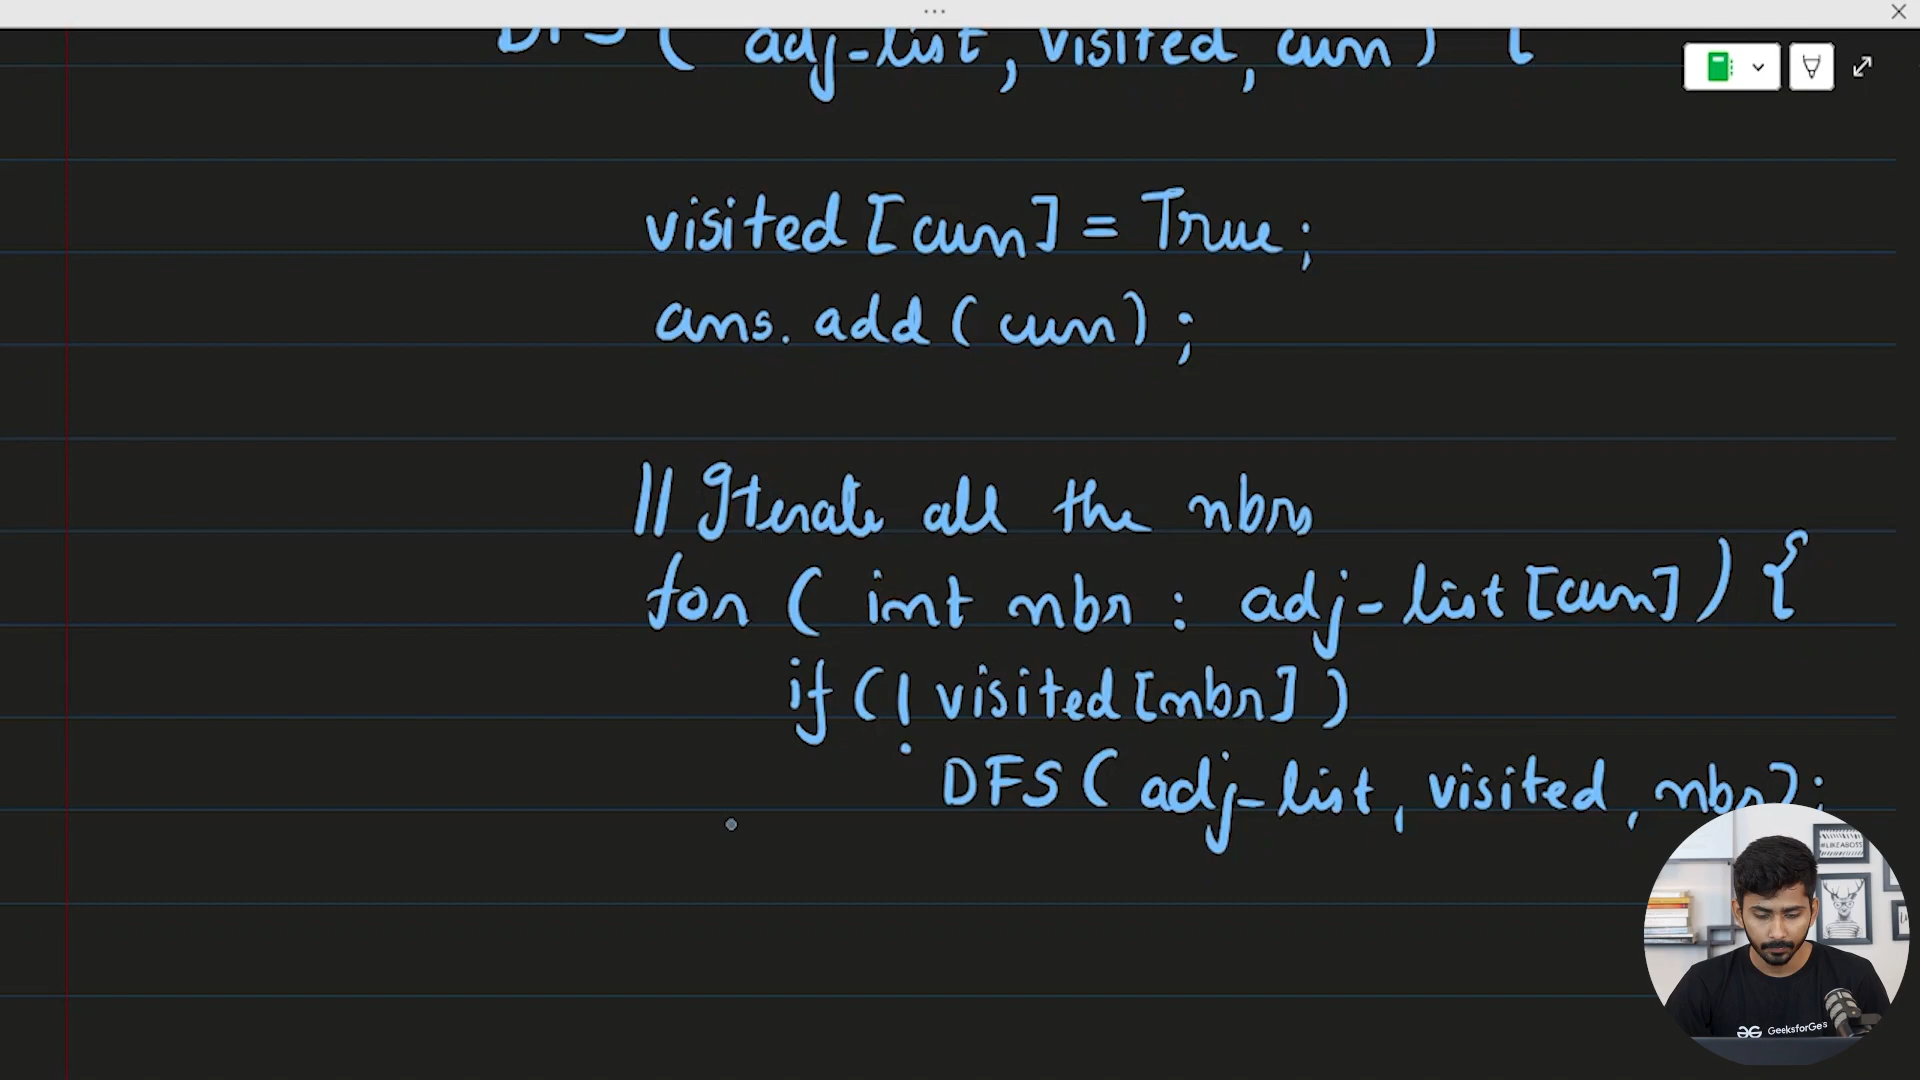 DFS ( adj-list, visited, curr ) {
visited [curr] = True ;
ans. add ( curr ) ;
// Iterate all the nbrs
for ( int nbr : adj-list [curr] ) {
if ( ! visited [nbr] )
DFS ( adj-list , visited , nbr ) ;
#LIKEABOSS
GeeksforGe